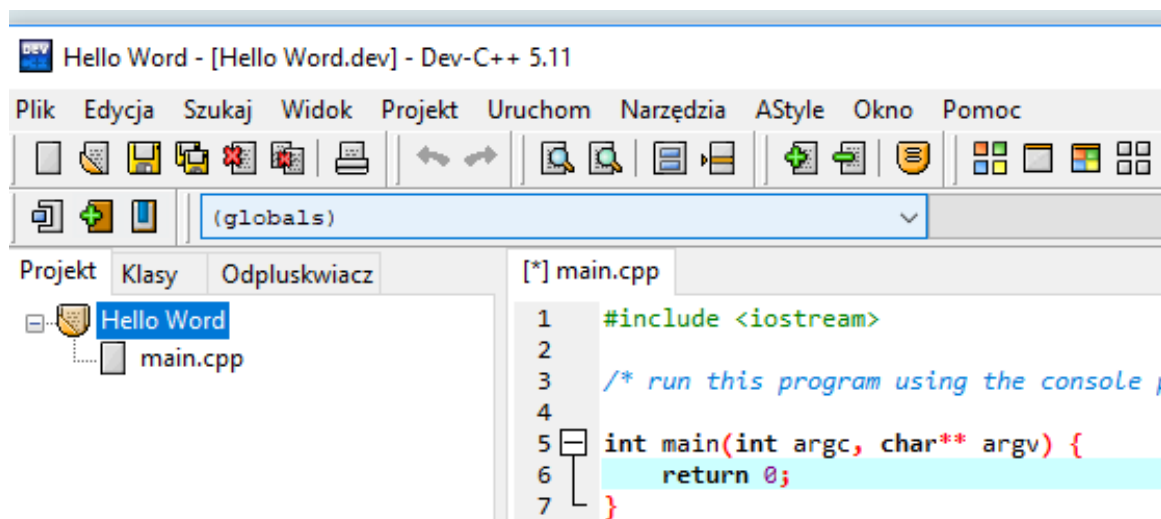 DEV Hello Word - [Hello Word.dev] - Dev-C++ 5.11
Plik Edycja Szukaj Widok Projekt Uruchom Narzędzia AStyle Okno Pomoc
(globals)
Projekt Klasy Odpluskwiacz
Hello Word
main.cpp
[*] main.cpp
1 #include <iostream>
2
3 /* run this program using the console
4
5 int main(int argc, char** argv) {
6 return 0;
7 }